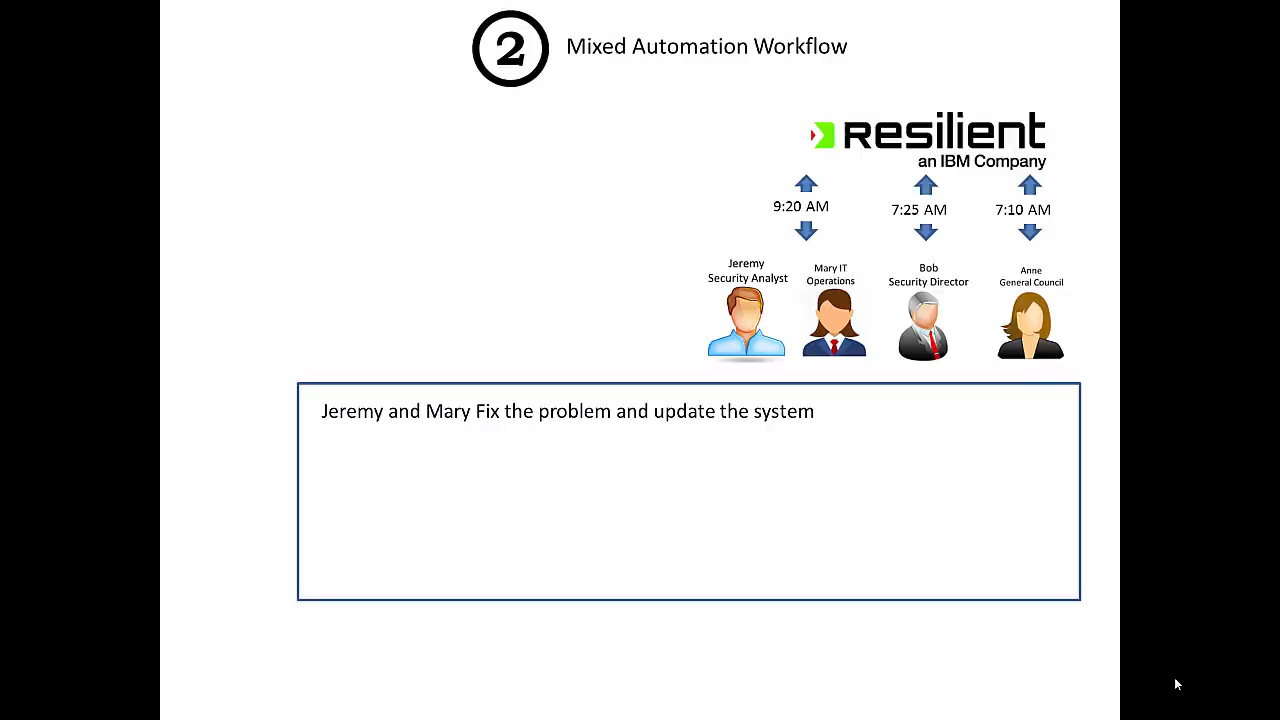 2
Mixed Automation Workflow
Resilient
an IBM Company
9:20 AM
7:25 AM
7:10 AM
Jeremy
Security Analyst
Mary IT
Operations
Bob
Security Director
Anne
General Council
Jeremy and Mary Fix the problem and update the system